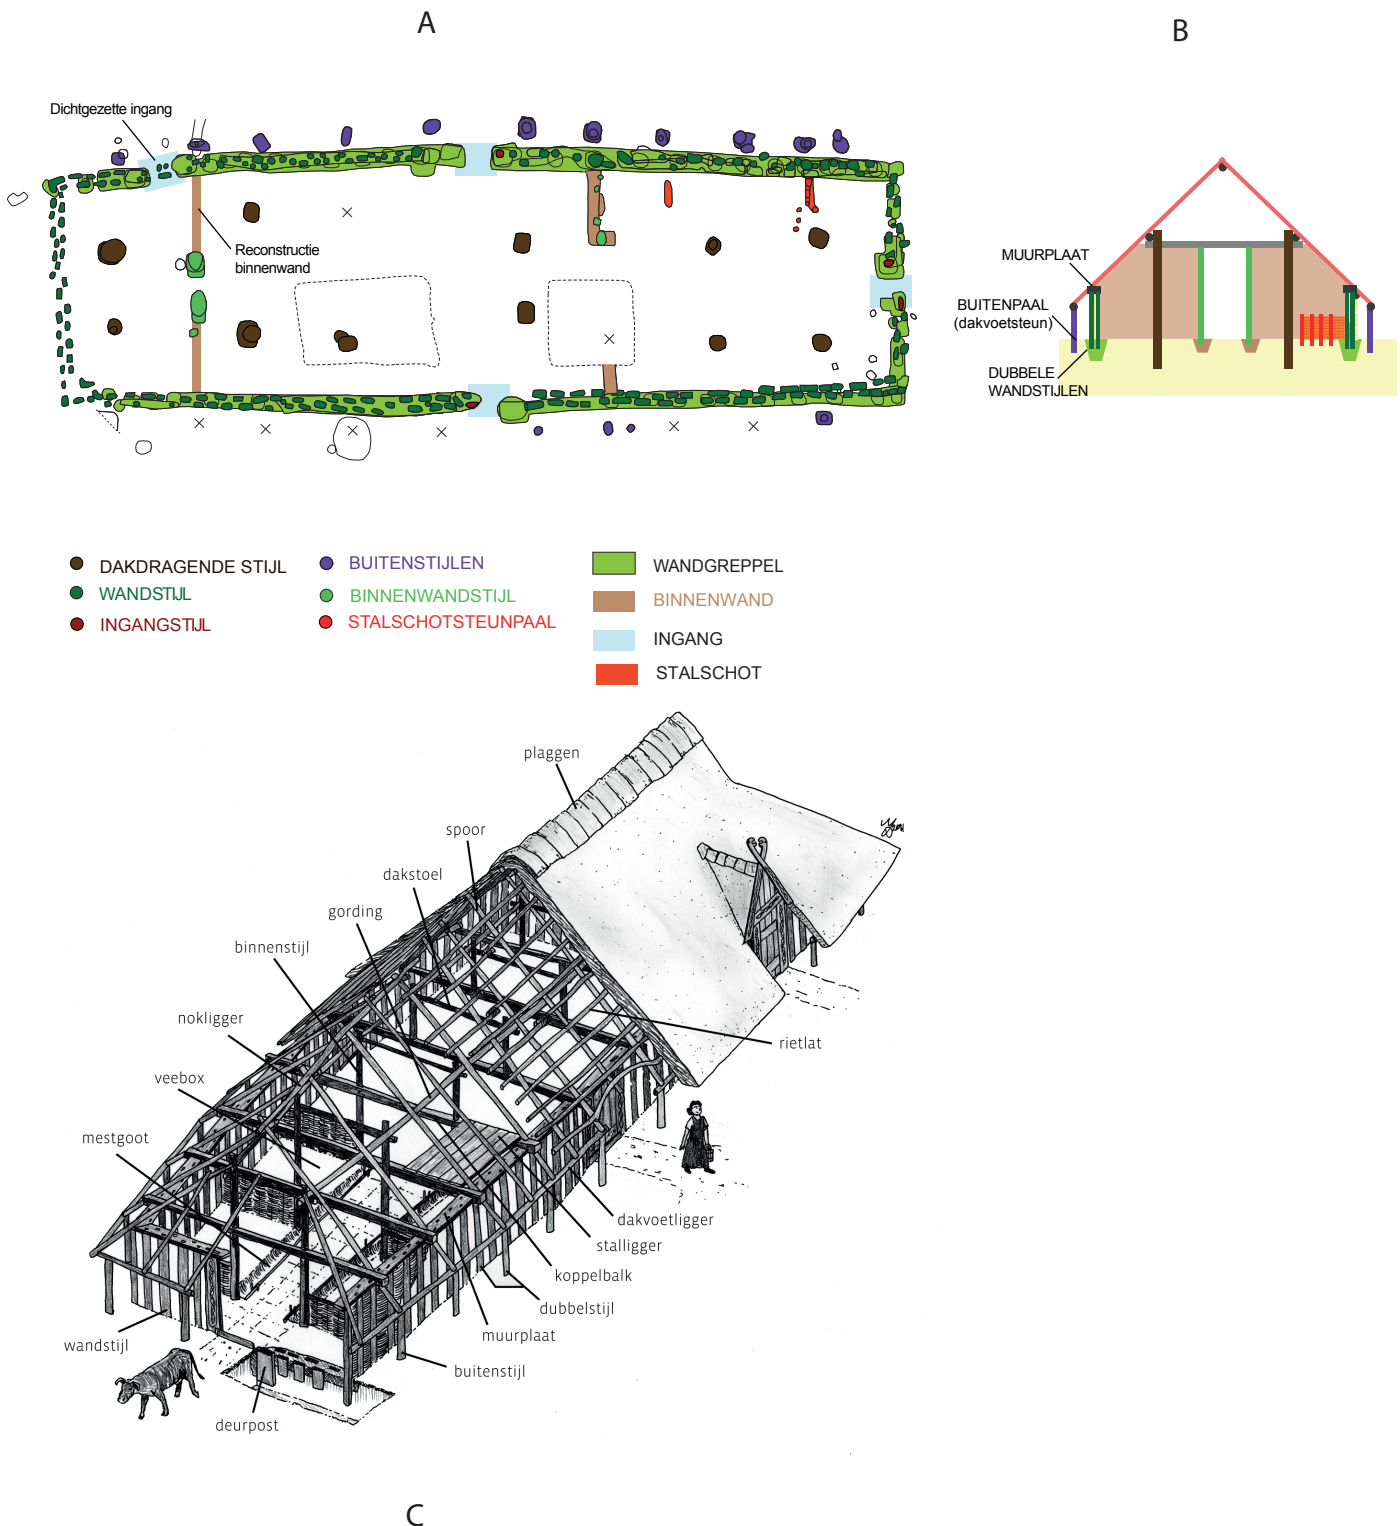 A
B
Dichtgezette ingang
Reconstructie
binnenwand
MUURPLAAT
BUITENPAAL
(dakvoetsteun)
DUBBELE
WANDSTIJLEN
DAKDRAGENDE STIJL
WANDSTIJL
INGANGSTIJL
BUITENSTIJLEN
BINNENWANDSTIJL
STALSCHOTSTEUNPAAL
WANDGREPPEL
BINNENWAND
INGANG
STALSCHOT
plaggen
spoor
dakstoel
gording
binnenstijl
nokligger
veebox
mestgoot
rietlat
dakvoetligger
stalligger
koppelbalk
dubbelstijl
muurplaat
buitenstijl
wandstijl
deurpost
C